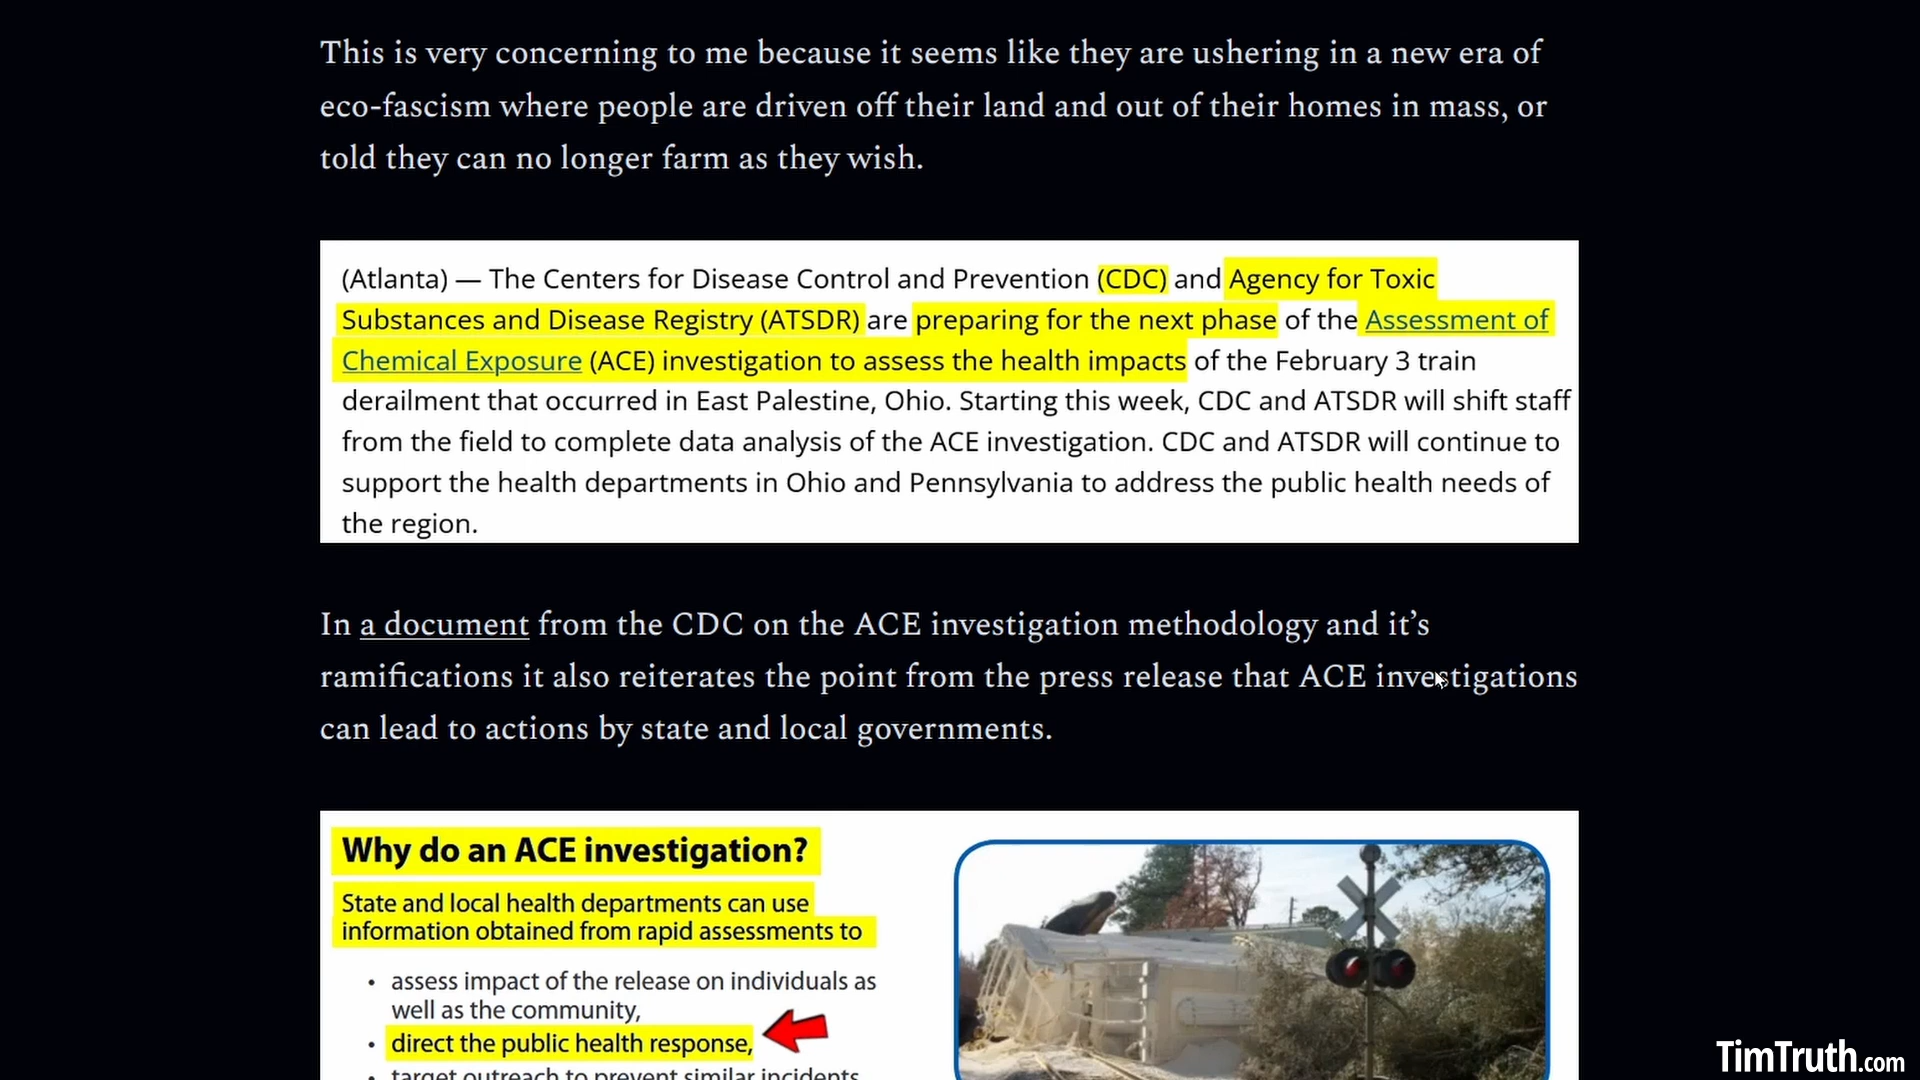 This is very concerning to me because it seems like they are ushering in a new era of
eco-fascism where people are driven off their land and out of their homes in mass, or
told they can no longer farm as they wish.
(Atlanta) — The Centers for Disease Control and Prevention (CDC) and Agency for Toxic
Substances and Disease Registry (ATSDR) are preparing for the next phase of the Assessment of
Chemical Exposure (ACE) investigation to assess the health impacts of the February 3 train
derailment that occurred in East Palestine, Ohio. Starting this week, CDC and ATSDR will shift staff
from the field to complete data analysis of the ACE investigation. CDC and ATSDR will continue to
support the health departments in Ohio and Pennsylvania to address the public health needs of
the region.
In a document from the CDC on the ACE investigation methodology and it’s
ramifications it also reiterates the point from the press release that ACE investigations
can lead to actions by state and local governments.
Why do an ACE investigation?
State and local health departments can use
information obtained from rapid assessments to
• assess impact of the release on individuals as
well as the community,
• direct the public health response,
• target outreach to prevent similar incidents
TimTruth.com